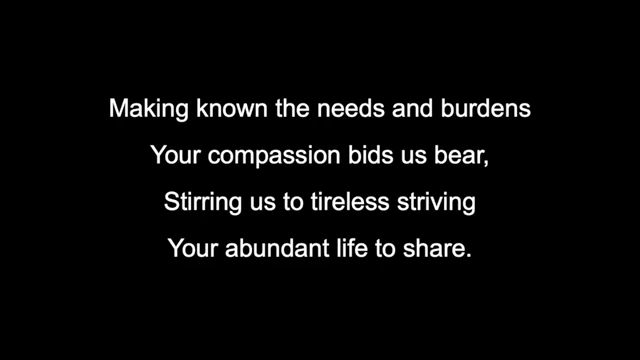 Making known the needs and burdens
Your compassion bids us bear,
Stirring us to tireless striving
Your abundant life to share.